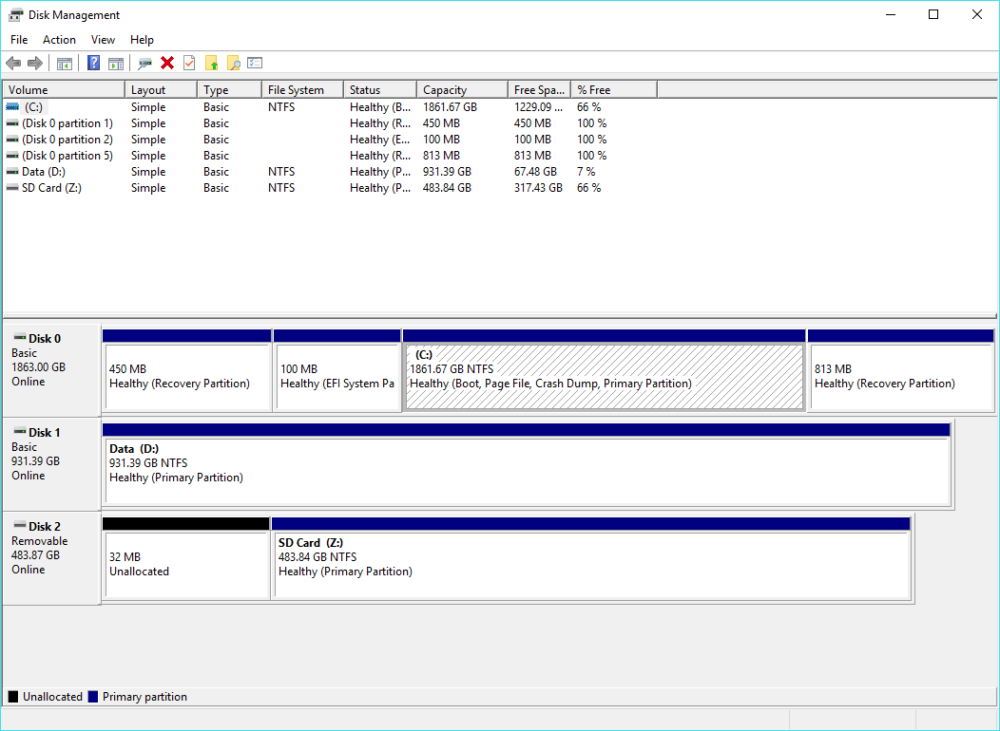 Disk Management
File Action View Help
Volume Layout Type File System Status Capacity Free Spa... % Free
(C:) Simple Basic NTFS Healthy (B... 1861.67 GB 1229.09 ... 66 %
(Disk 0 partition 1) Simple Basic Healthy (R... 450 MB 450 MB 100 %
(Disk 0 partition 2) Simple Basic Healthy (E... 100 MB 100 MB 100 %
(Disk 0 partition 5) Simple Basic Healthy (R... 813 MB 813 MB 100 %
Data (D:) Simple Basic NTFS Healthy (P... 931.39 GB 67.48 GB 7 %
SD Card (Z:) Simple Basic NTFS Healthy (P... 483.84 GB 317.43 GB 66 %
Disk 0
Basic
1863.00 GB
Online
450 MB
Healthy (Recovery Partition)
100 MB
Healthy (EFI System Pa
(C:)
1861.67 GB NTFS
Healthy (Boot, Page File, Crash Dump, Primary Partition)
813 MB
Healthy (Recovery Partition)
Disk 1
Basic
931.39 GB
Online
Data (D:)
931.39 GB NTFS
Healthy (Primary Partition)
Disk 2
Removable
483.87 GB
Online
32 MB
Unallocated
SD Card (Z:)
483.84 GB NTFS
Healthy (Primary Partition)
Unallocated Primary partition